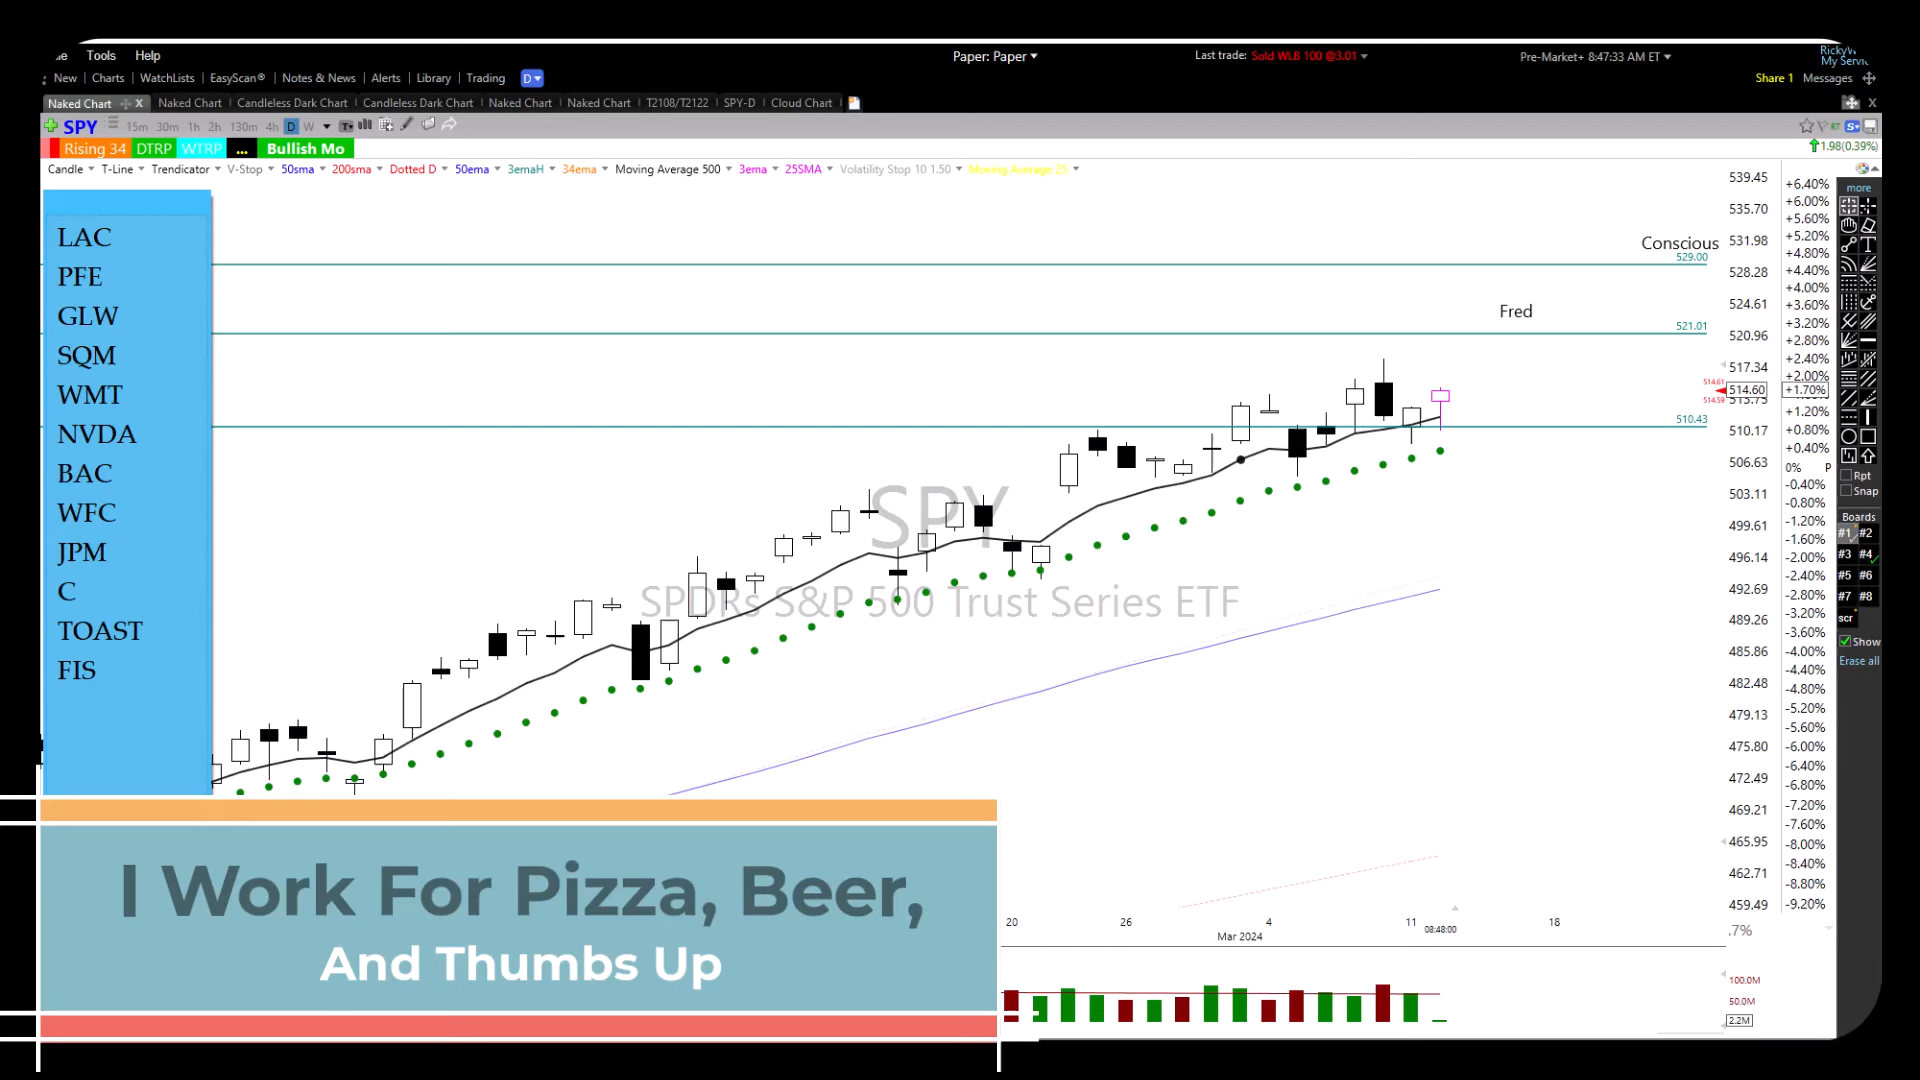 Tools Help Paper: Paper Last trade: Sold WLB 100 @3.01 Pre-Market+ 8:47:33 AM ET
New Charts WatchLists EasyScan® Notes & News Alerts Library Trading D Share 1 Messages
Naked Chart X Naked Chart Candleless Dark Chart Candleless Dark Chart Naked Chart Naked Chart T2108/T2122 SPY-D Cloud Chart X
SPY 15m 30m 1h 2h 130m 4h D W
Rising 34 DTRP WTRP ... Bullish Mo 1.98(0.39%)
Candle T-Line Trendicator V-Stop 50sma 200sma Dotted D 50ema 3emaH 34ema Moving Average 500 3ema 25SMA Volatility Stop 10 1.50 Moving Average 25
LAC
PFE
GLW
SQM
WMT
NVDA
BAC
WFC
JPM
C
TOAST
FIS
Conscious
529.00
Fred
521.01
510.43
SPY
SPDRs S&P 500 Trust Series ETF
514.61
514.59
539.45
535.70
531.98
528.28
524.61
520.96
517.34
514.60
513.75
510.17
506.63
503.11
499.61
496.14
492.69
489.26
485.86
482.48
479.13
475.80
472.49
469.21
465.95
462.71
459.49
+6.40%
+6.00%
+5.60%
+5.20%
+4.80%
+4.40%
+4.00%
+3.60%
+3.20%
+2.80%
+2.40%
+2.00%
+1.70%
+1.20%
+0.80%
+0.40%
0% P
-0.40%
-0.80%
-1.20%
-1.60%
-2.00%
-2.40%
-2.80%
-3.20%
-3.60%
-4.00%
-4.40%
-4.80%
-5.20%
-5.60%
-6.00%
-6.40%
-6.80%
-7.20%
-7.60%
-8.00%
-8.40%
-8.80%
-9.20%
more
Rpt
Snap
Boards
#1 #2
#3 #4
#5 #6
#7 #8
scr
Show
Erase all
I Work For Pizza, Beer,
And Thumbs Up
20 26 4 11 18
Mar 2024 08:48:00
.7%
100.0M
50.0M
2.2M